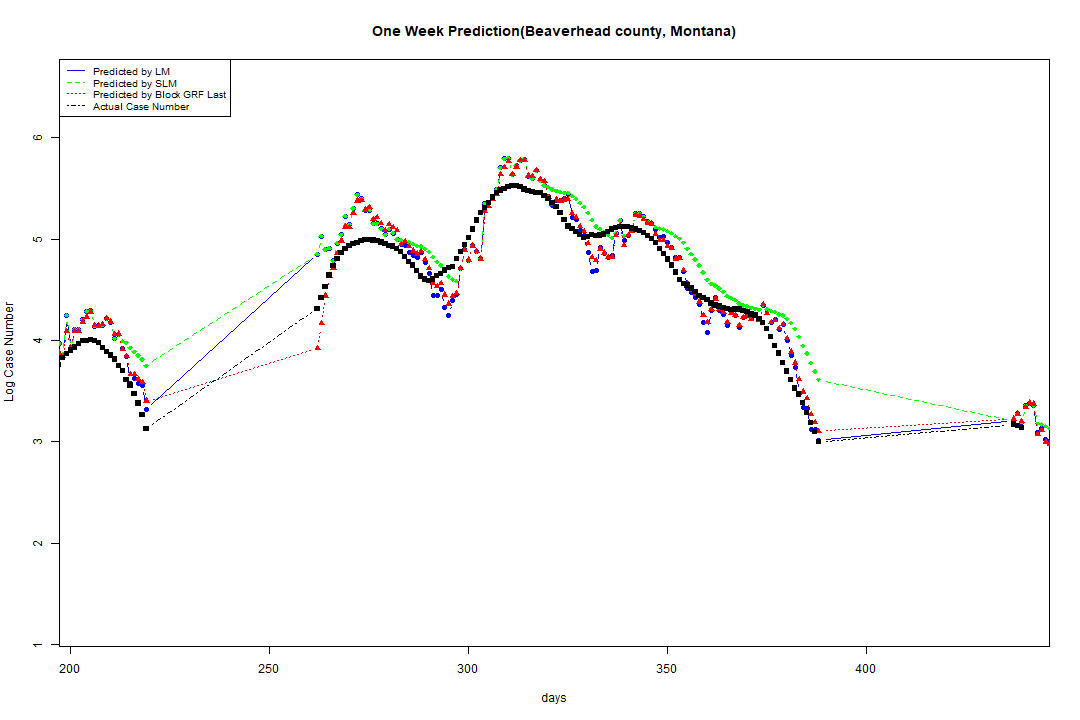 One Week Prediction(Beaverhead county, Montana)
Predicted by LM
Predicted by SLM
Predicted by Block GRF Last
Actual Case Number
6
5
4
3
2
1
Log Case Number
200 250 300 350 400
days